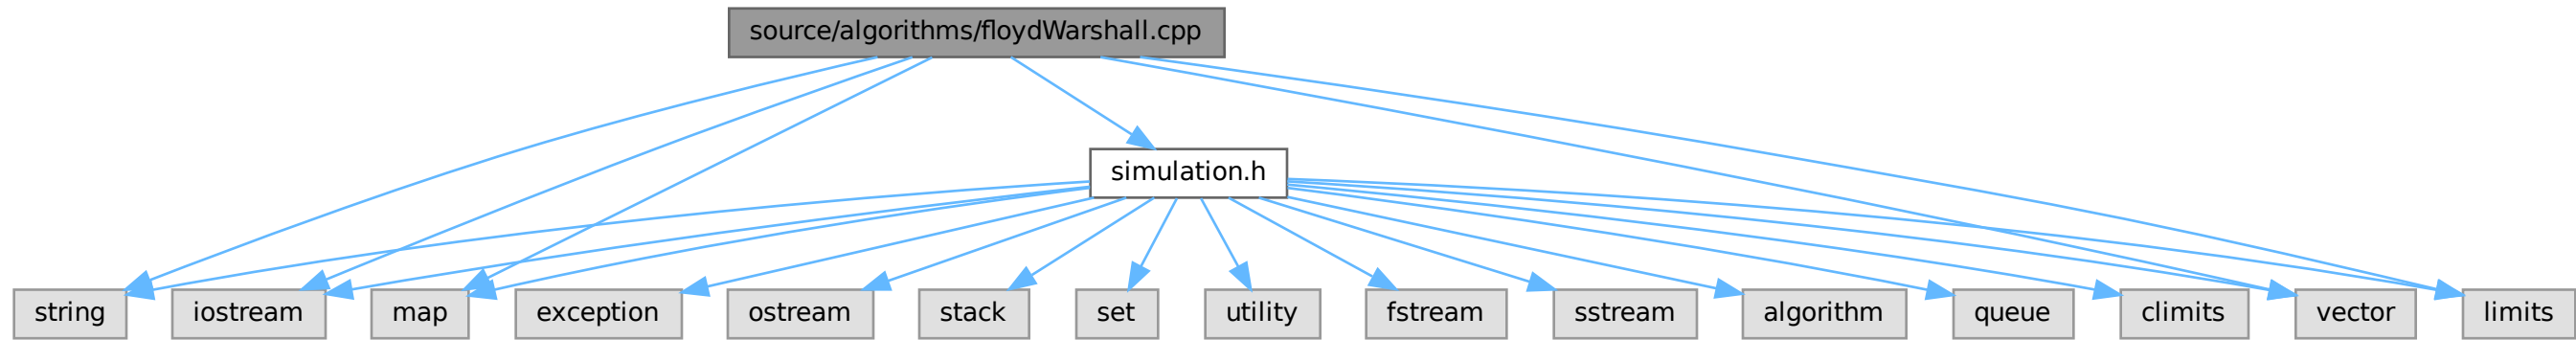 source/algorithms/floydWarshall.cpp
simulation.h
string
iostream
map
exception
ostream
stack
set
utility
fstream
sstream
algorithm
queue
climits
vector
limits